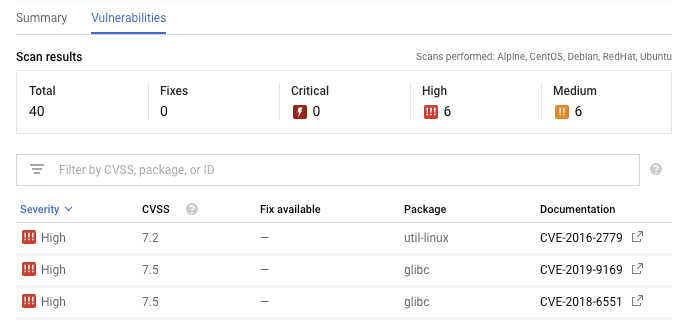 Summary Vulnerabilities
Scan results Scans performed: Alpine, CentOS, Debian, RedHat, Ubuntu
Total Fixes Critical High Medium
40 0 0 6 6
Filter by CVSS, package, or ID
Severity CVSS Fix available Package Documentation
High 7.2 — util-linux CVE-2016-2779
High 7.5 — glibc CVE-2019-9169
High 7.5 — glibc CVE-2018-6551